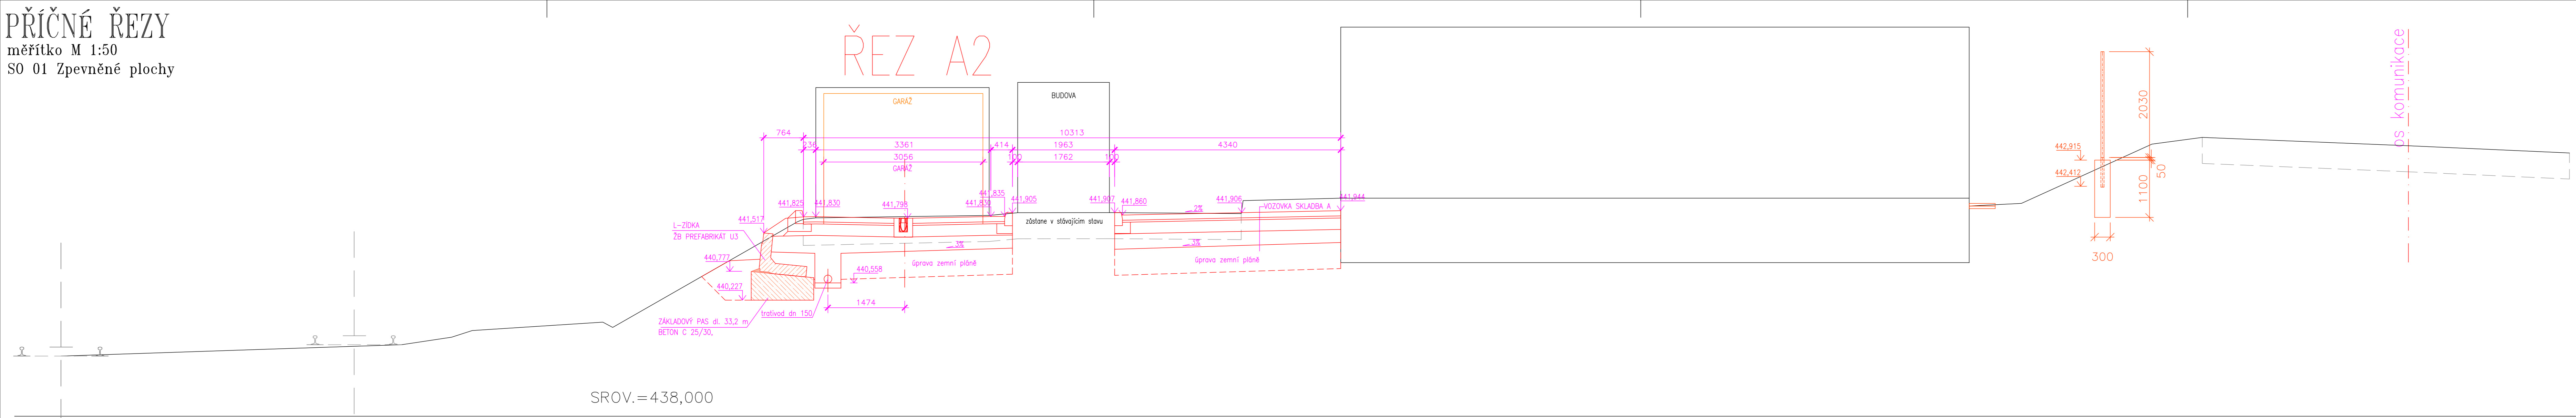 PŘÍČNÉ ŘEZY
měřítko M 1:50
SO 01 Zpevněné plochy
ŘEZ A2
os komunikace
GARÁŽ
BUDOVA
764
10313
236
3361
414
1963
4340
3056
100
1762
100
GARÁŽ
2030
50
1100
300
442,915
442,412
441,517
441,825
441,830
441,798
441,835
441,830
441,905
441,907
441,860
441,906
441,944
2%
VOZOVKA SKLADBA A
zůstane v stávajícím stavu
L-ZÍDKA
ŽB PREFABRIKÁT U3
3%
3%
úprava zemní pláně
úprava zemní pláně
440,777
440,558
440,227
1474
trativod dn 150
ZÁKLADOVÝ PAS dl. 33,2 m
BETON C 25/30,
SROV.=438,000